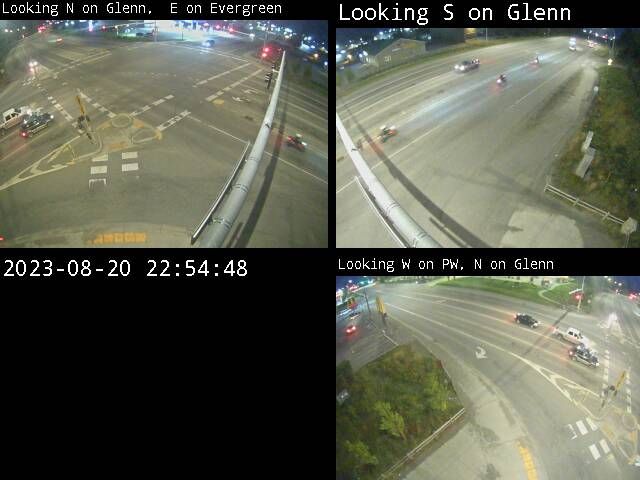 Looking N on Glenn,  E on Evergreen
Looking S on Glenn
2023-08-20 22:54:48
Looking W on PW, N on Glenn